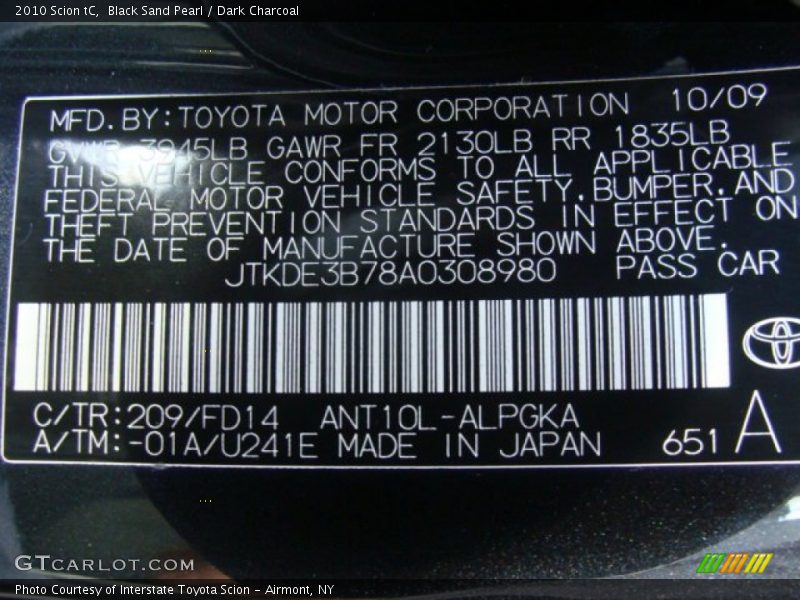 2010 Scion tC,  Black Sand Pearl / Dark Charcoal
MFD. BY: TOYOTA MOTOR CORPORATION 10/09
GVWR 3945LB GAWR FR 2130LB RR 1835LB
THIS VEHICLE CONFORMS TO ALL APPLICABLE
FEDERAL MOTOR VEHICLE SAFETY, BUMPER, AND
THEFT PREVENTION STANDARDS IN EFFECT ON
THE DATE OF MANUFACTURE SHOWN ABOVE.
JTKDE3B78A0308980 PASS CAR
C/TR: 209/FD14 ANT10L-ALPGKA
A/TM: -01A/U241E MADE IN JAPAN 651 A
GTCARLOT.COM
Photo Courtesy of Interstate Toyota Scion - Airmont, NY